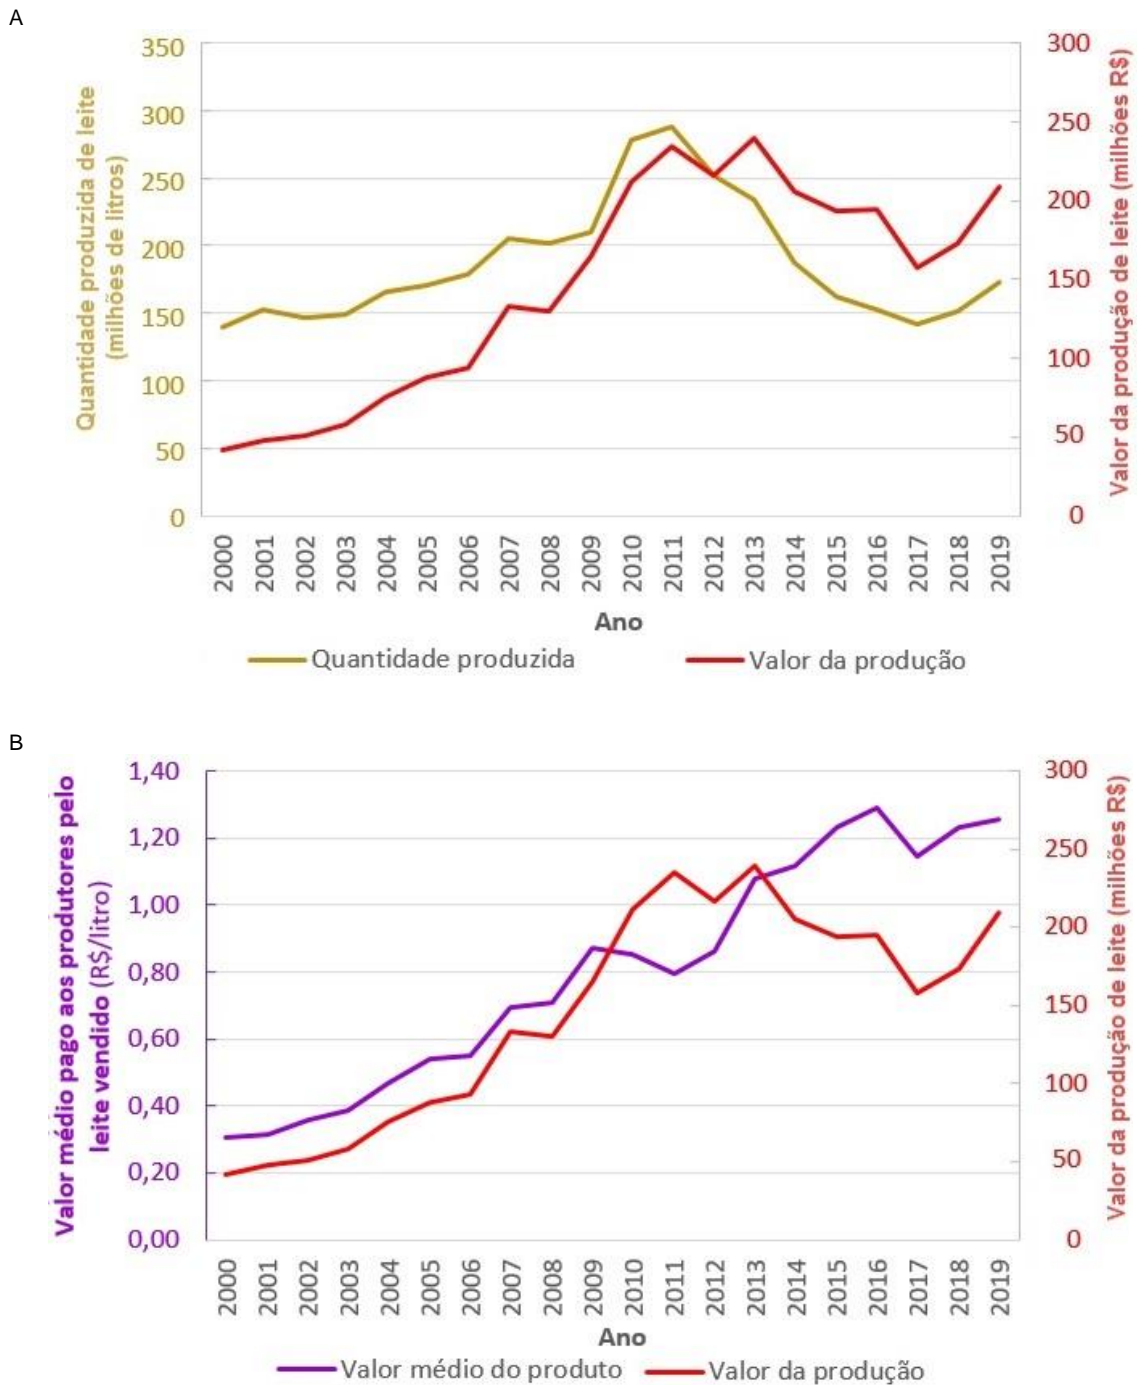 A
350
300
250
200
150
100
50
0
Quantidade produzida de leite
(milhões de litros)
300
250
200
150
100
50
0
Valor da produção de leite (milhões R$)
2000 2001 2002 2003 2004 2005 2006 2007 2008 2009 2010 2011 2012 2013 2014 2015 2016 2017 2018 2019
Ano
Quantidade produzida Valor da produção
B
1,40
1,20
1,00
0,80
0,60
0,40
0,20
0,00
Valor médio pago aos produtores pelo
leite vendido (R$/litro)
300
250
200
150
100
50
0
Valor da produção de leite (milhões R$)
2000 2001 2002 2003 2004 2005 2006 2007 2008 2009 2010 2011 2012 2013 2014 2015 2016 2017 2018 2019
Ano
Valor médio do produto Valor da produção